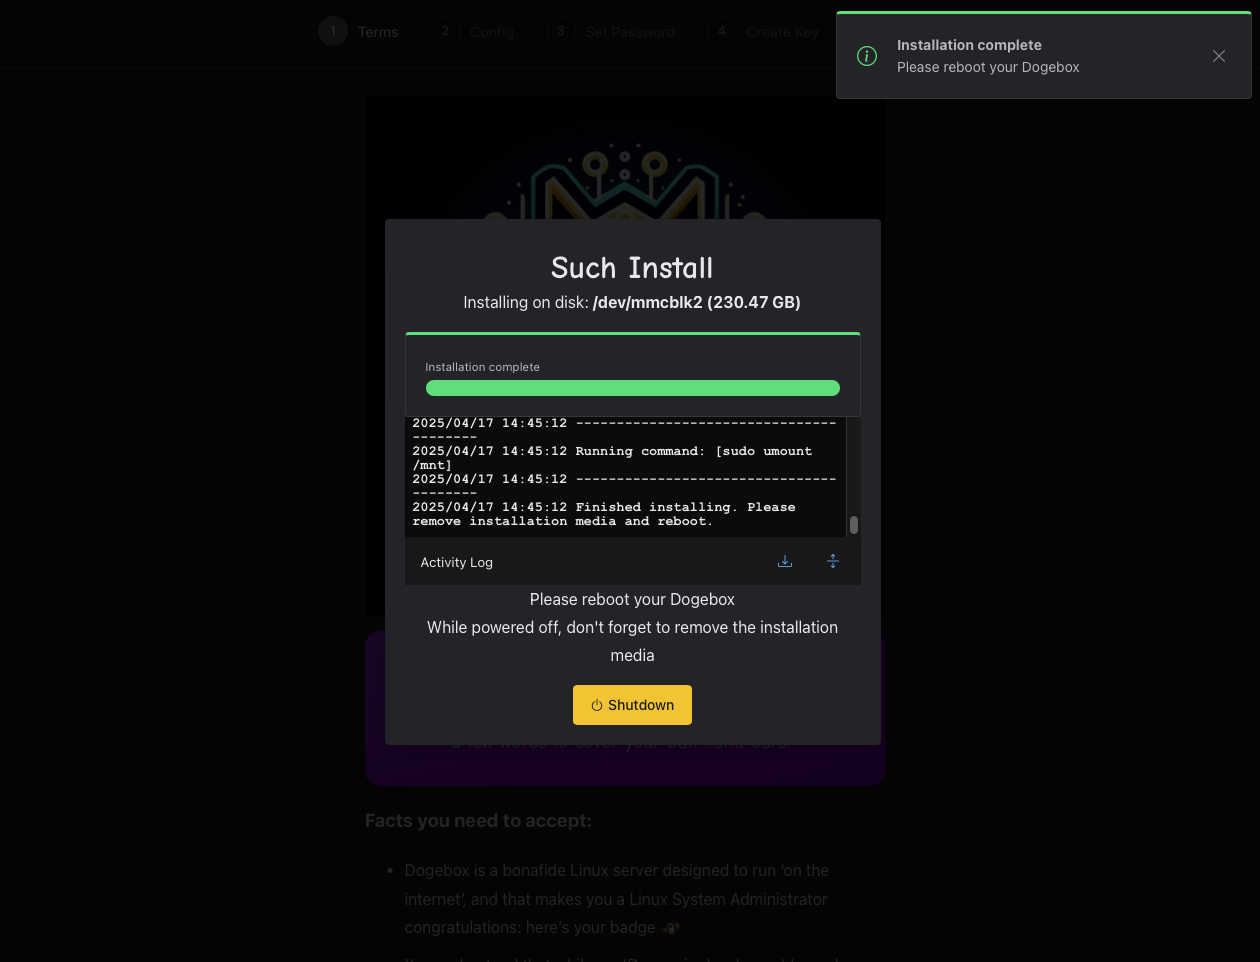 1 Terms 2 Config 3 Set Password 4 Create Key
Installation complete
Please reboot your Dogebox
Such Install
Installing on disk: /dev/mmcblk2 (230.47 GB)
Installation complete
2025/04/17 14:45:12 --------------------------------
--------
2025/04/17 14:45:12 Running command: [sudo umount
/mnt]
2025/04/17 14:45:12 --------------------------------
--------
2025/04/17 14:45:12 Finished installing. Please
remove installation media and reboot.
Activity Log
Please reboot your Dogebox
While powered off, don't forget to remove the installation
media
Shutdown
Facts you need to accept:
• Dogebox is a bonafide Linux server designed to run ‘on the
internet’, and that makes you a Linux System Administrator
congratulations: here’s your badge